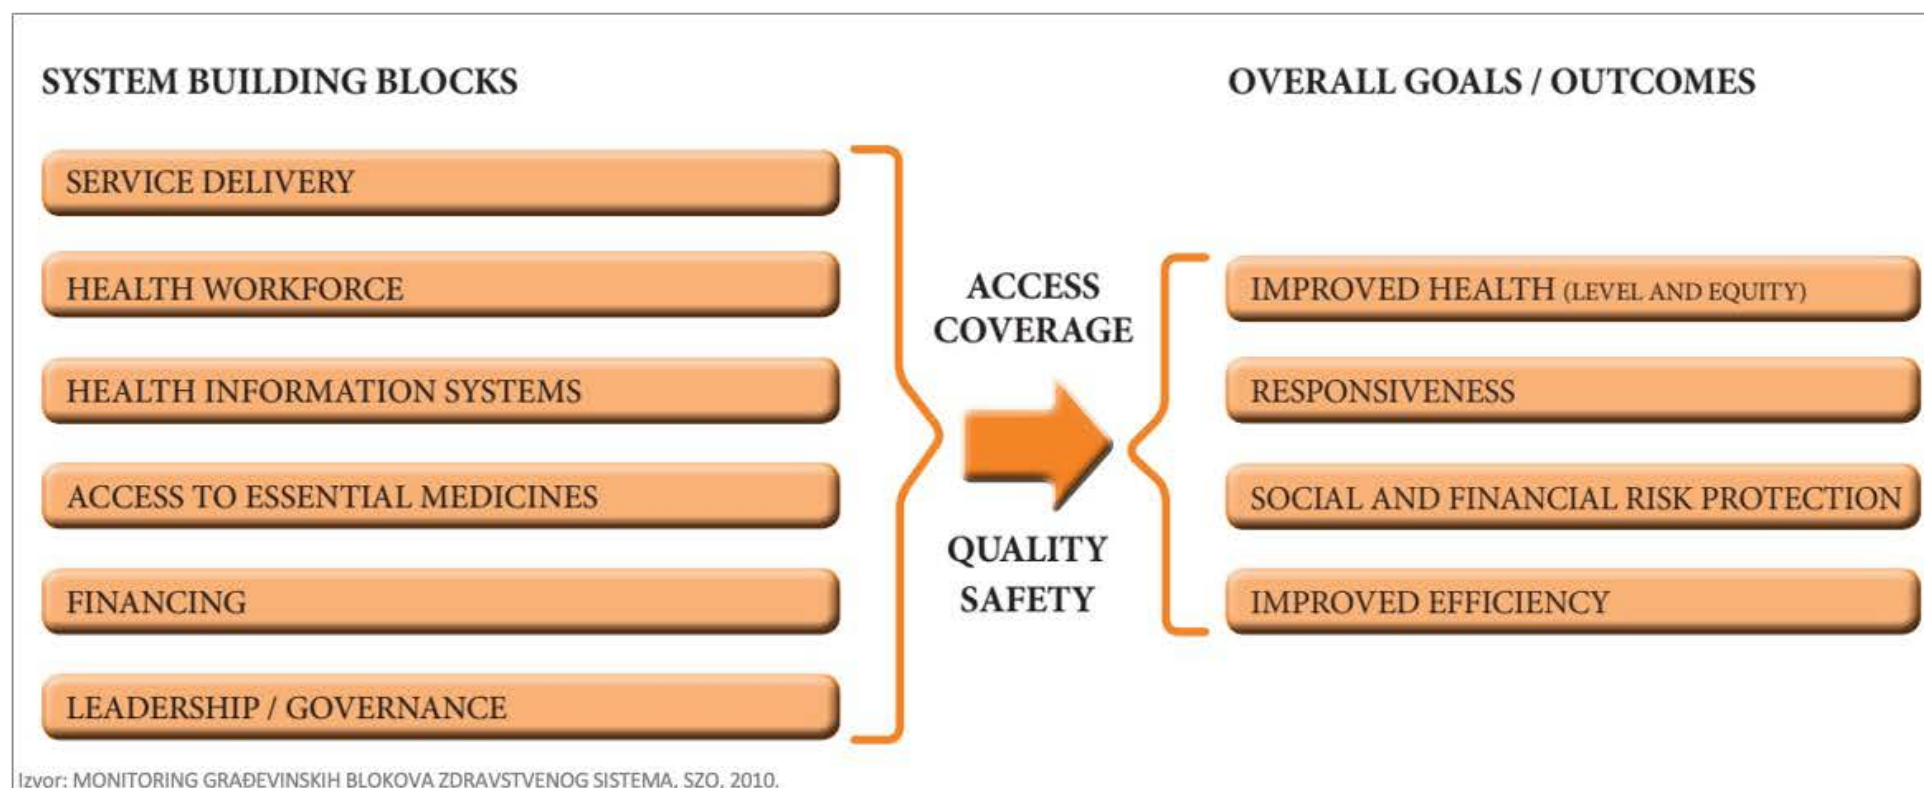 SYSTEM BUILDING BLOCKS
SERVICE DELIVERY
HEALTH WORKFORCE
HEALTH INFORMATION SYSTEMS
ACCESS TO ESSENTIAL MEDICINES
FINANCING
LEADERSHIP / GOVERNANCE
ACCESS
COVERAGE
QUALITY
SAFETY
OVERALL GOALS / OUTCOMES
IMPROVED HEALTH (LEVEL AND EQUITY)
RESPONSIVENESS
SOCIAL AND FINANCIAL RISK PROTECTION
IMPROVED EFFICIENCY
Izvor: MONITORING GRAĐEVINSKIH BLOKOVA ZDRAVSTVENOG SISTEMA, SZO, 2010.